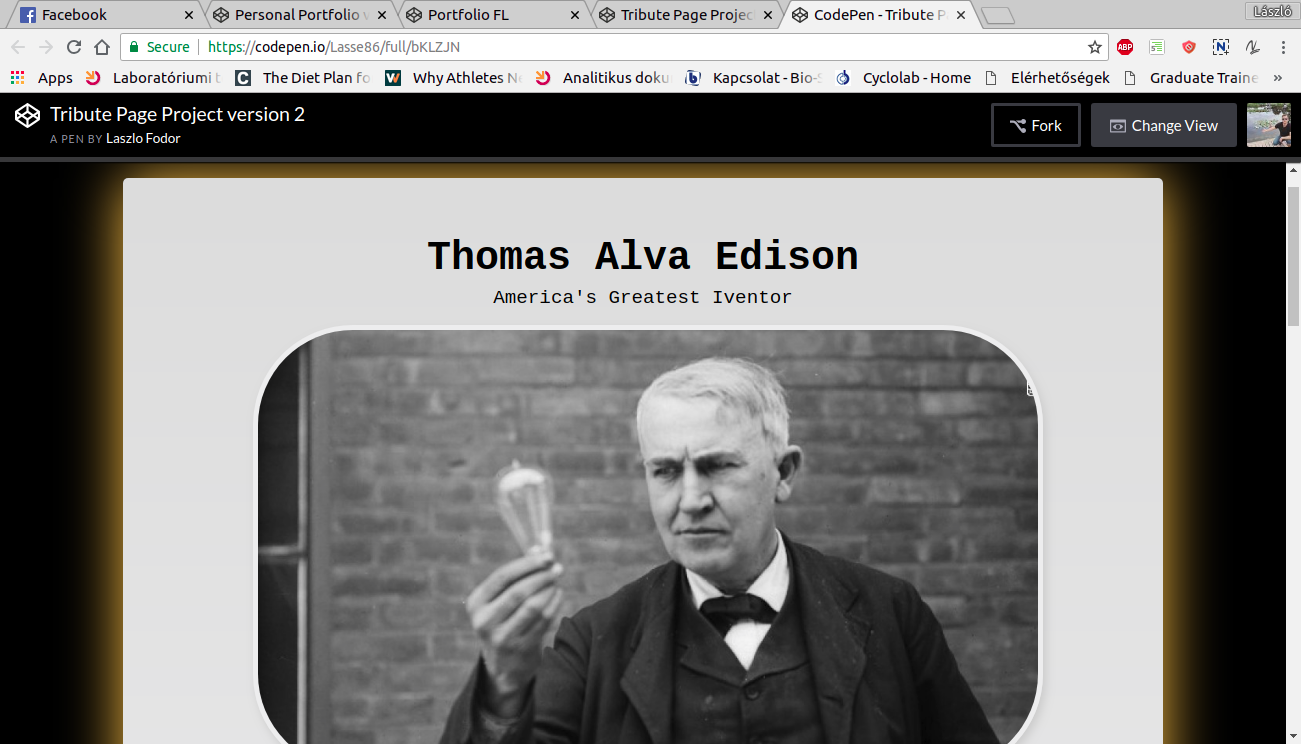 László
Facebook
Personal Portfolio
Portfolio FL
Tribute Page Projec
CodePen - Tribute P
Secure
https://codepen.io/Lasse86/full/bKLZJN
ABP
N
Apps
Laboratóriumi
C
The Diet Plan fo
W
Why Athletes N
Analitikus doku
b
Kapcsolat - Bio-S
Cyclolab - Home
Elérhetőségek
Graduate Traine
»
Tribute Page Project version 2
A PEN BY Laszlo Fodor
Fork
Change View
Thomas Alva Edison
America's Greatest Iventor